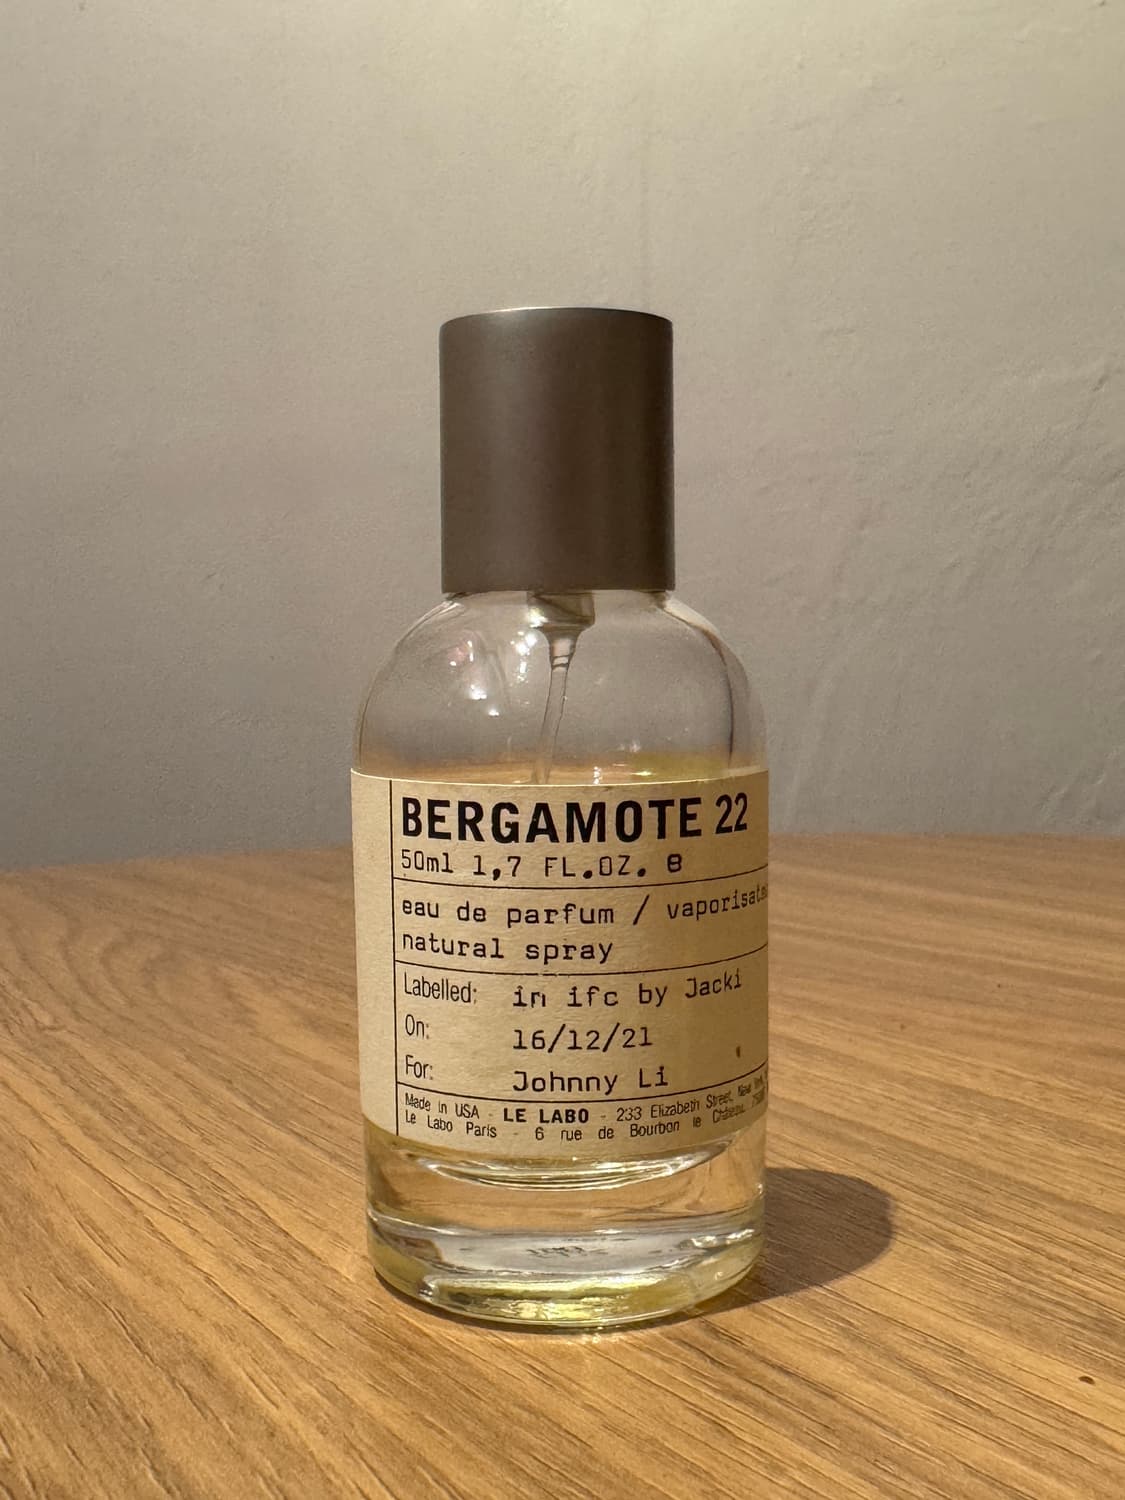 BERGAMOTE 22
50ml 1,7 FL.OZ. e
eau de parfum /
natural spray
Labelled: in ifc by Jacki
On: 16/12/21
For: Johnny Li
Made in USA - LE LABO - 233 Elizabeth Street, New
Le Labo Paris - 6 rue de Bourbon le Château,